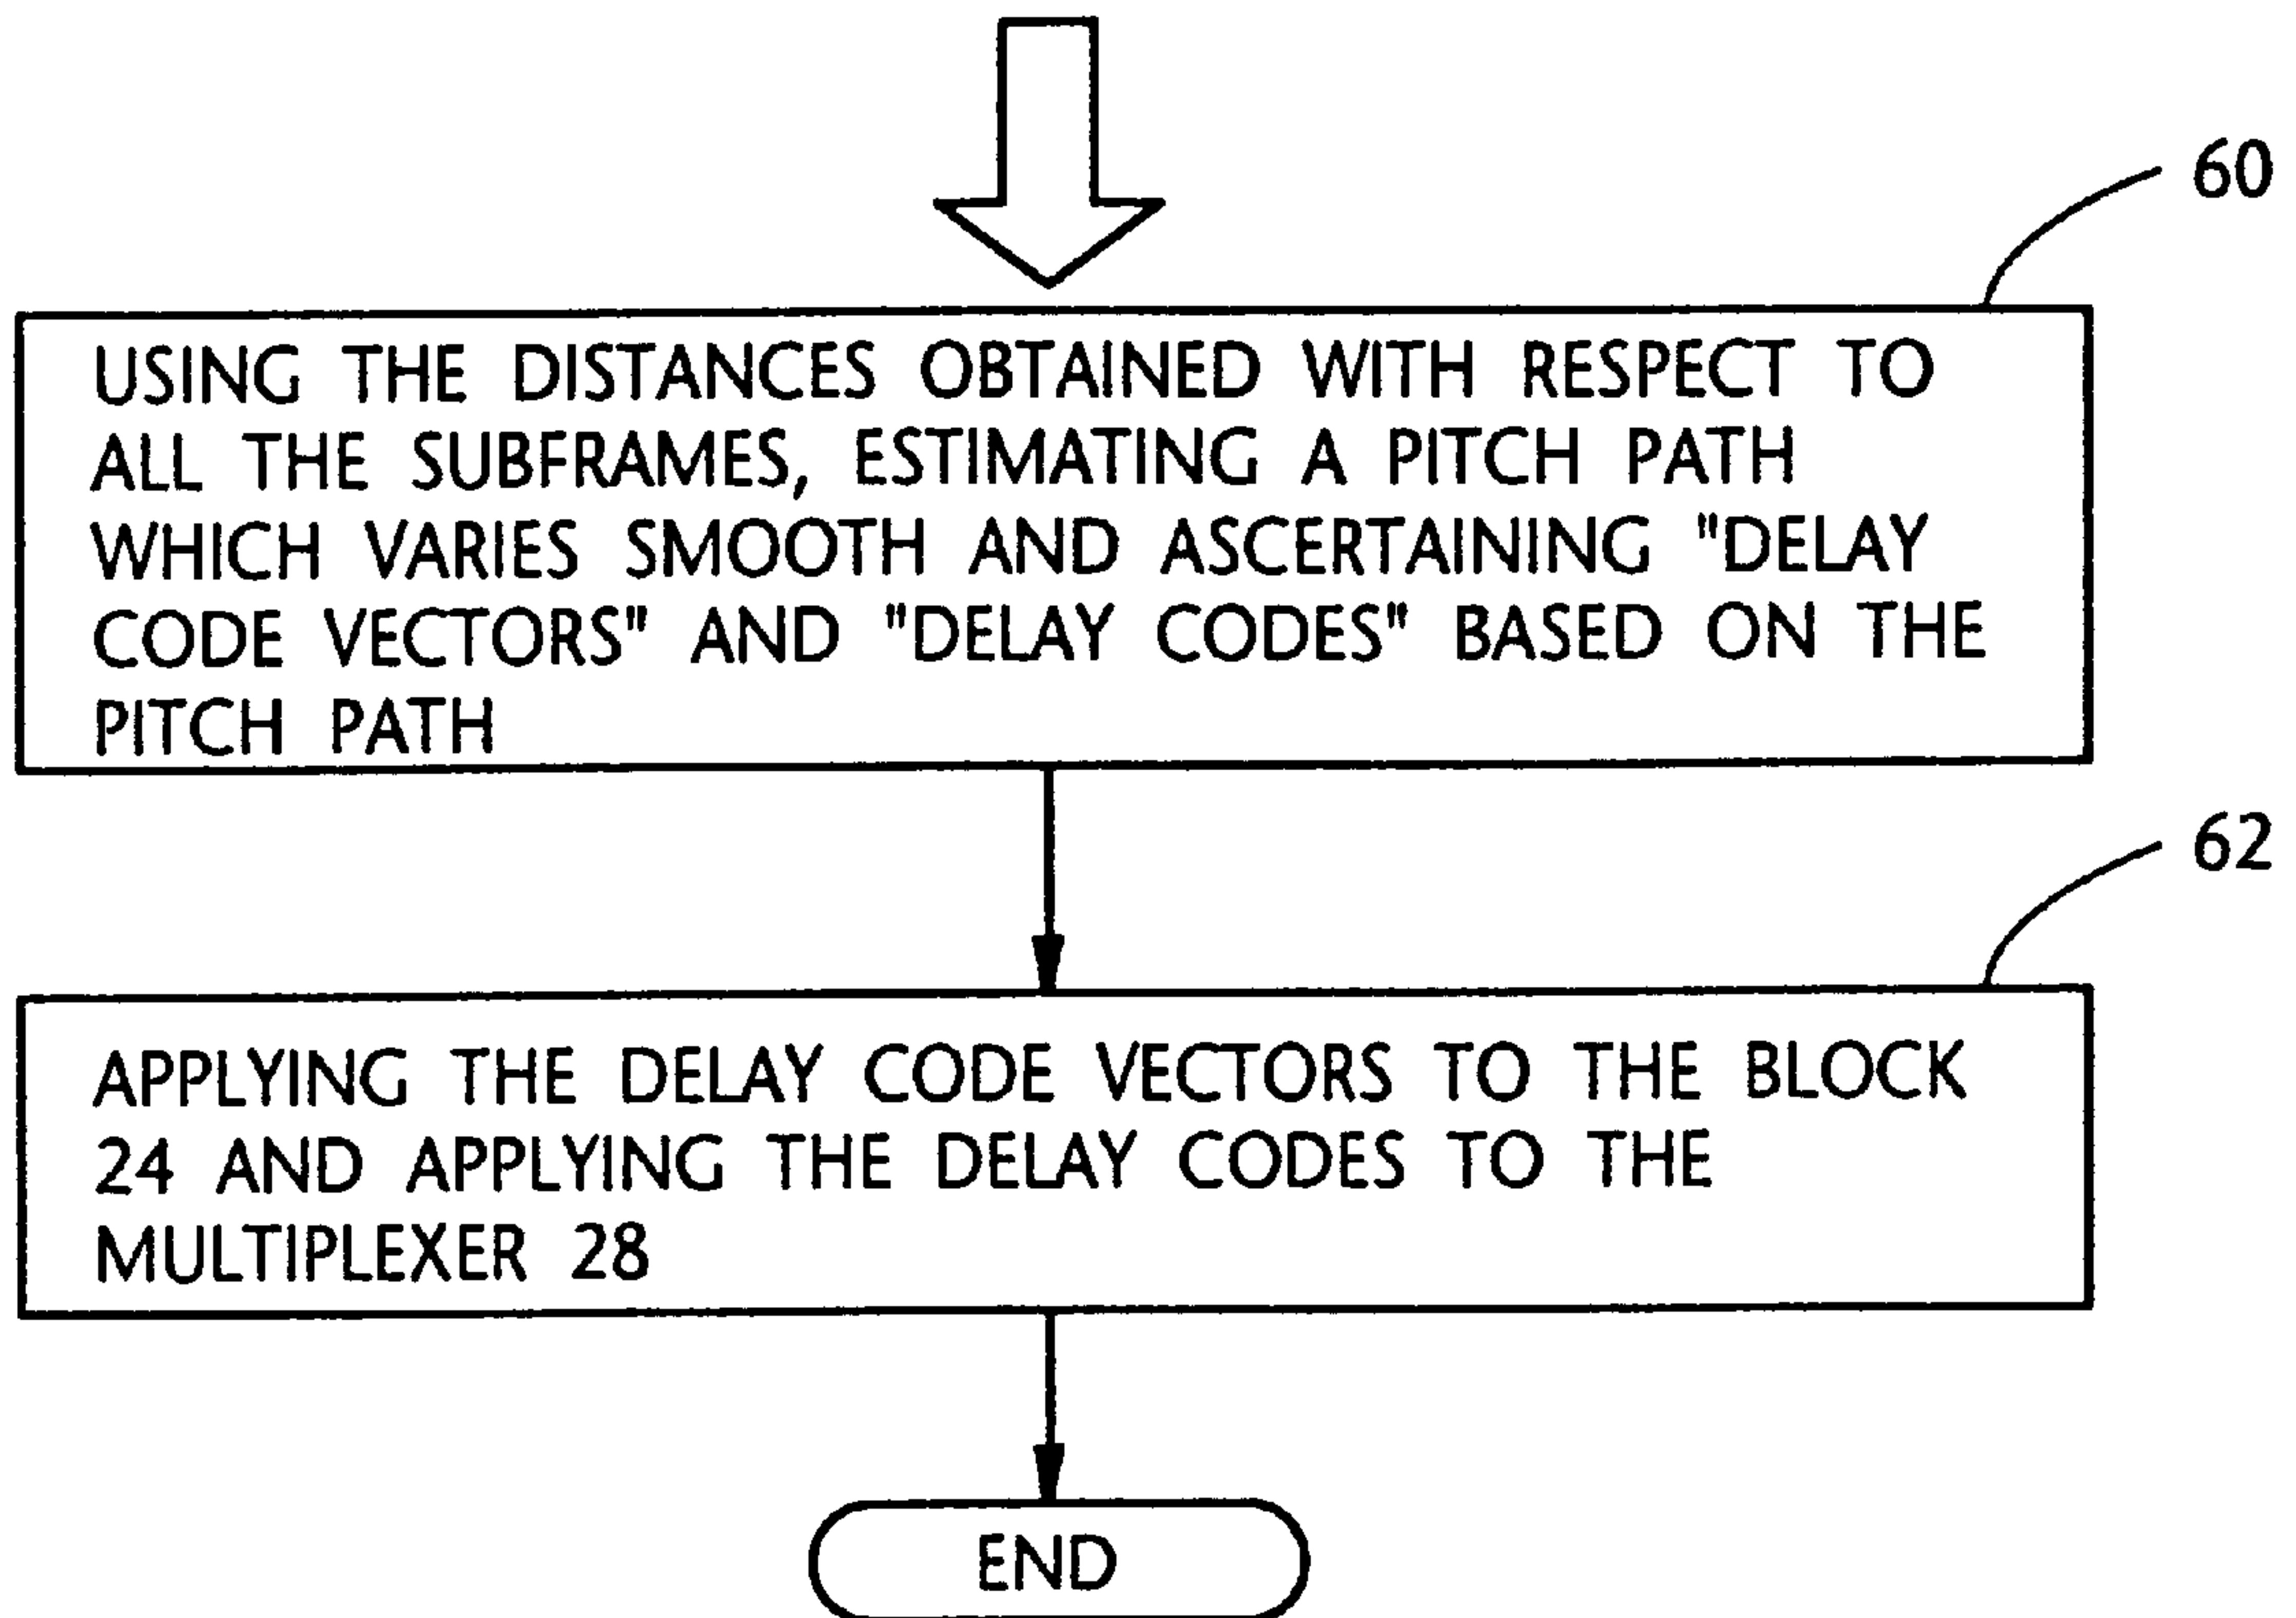 60
USING THE DISTANCES OBTAINED WITH RESPECT TO
ALL THE SUBFRAMES, ESTIMATING A PITCH PATH
WHICH VARIES SMOOTH AND ASCERTAINING "DELAY
CODE VECTORS" AND "DELAY CODES" BASED ON THE
PITCH PATH
62
APPLYING THE DELAY CODE VECTORS TO THE BLOCK
24 AND APPLYING THE DELAY CODES TO THE
MULTIPLEXER 28
END